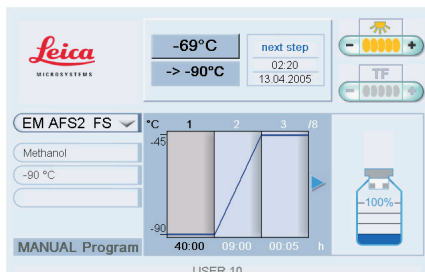 Leica
MICROSYSTEMS
-69°C
-> -90°C
next step
02:20
13.04.2005
- +
TF
- +
EM AFS2 FS
Methanol
-90 °C
MANUAL Program
°C 1 2 3 /8
-45
-90
40:00 09:00 00:05 h
-100%-
USER 10